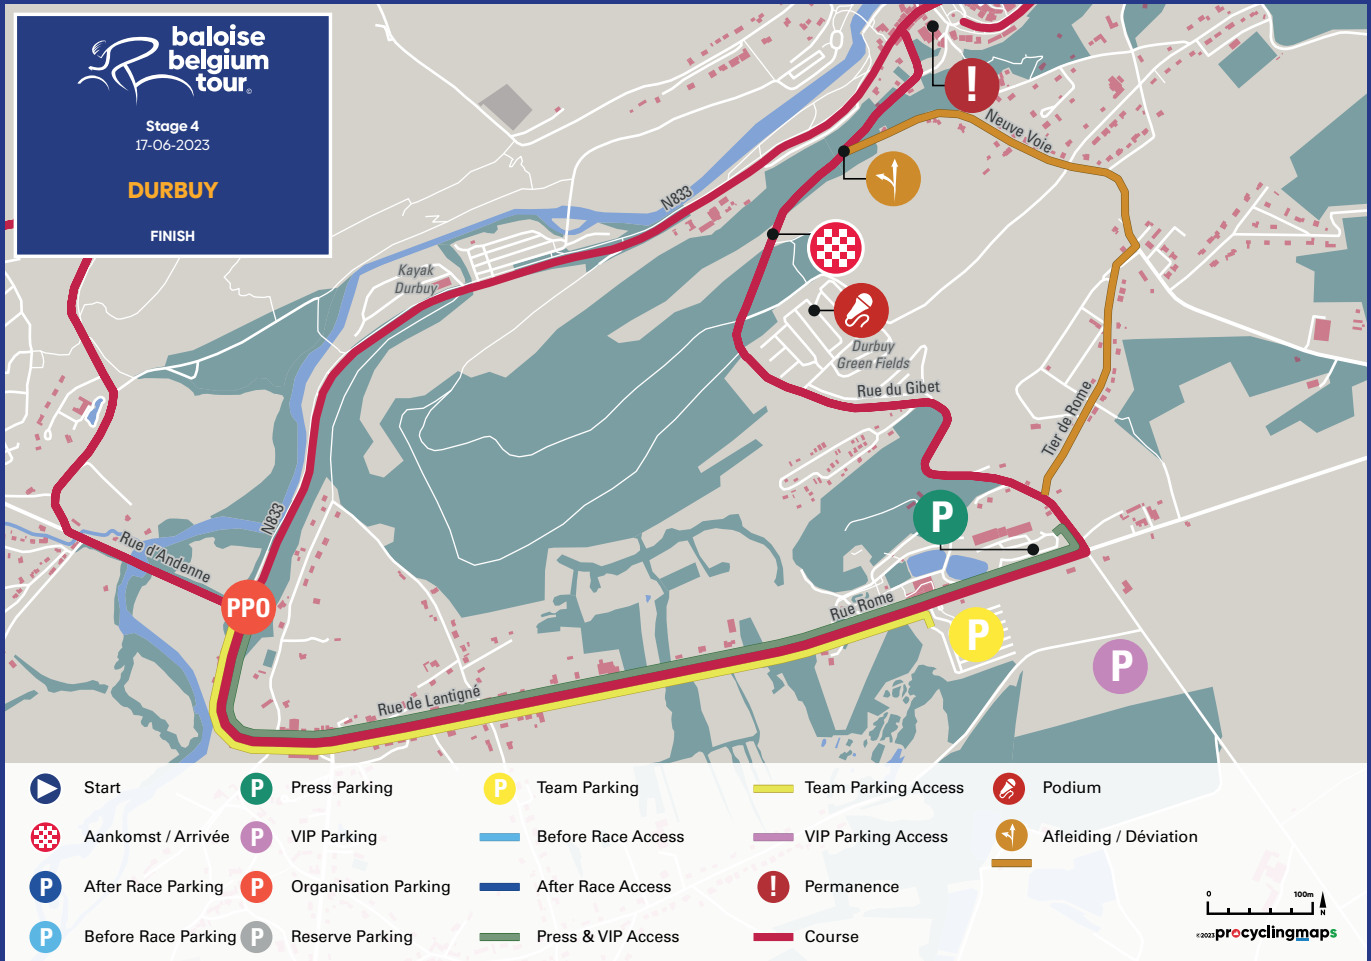 baloise
belgium
tour
Stage 4
17-06-2023
DURBUY
FINISH
!
Neuve Voie
N833
Kayak
Durbuy
Durbuy
Green Fields
Rue du Gibet
Tier de Rome
P
N833
Rue d'Andenne
PPO
Rue Rome
P
P
Rue de Lantigné
Start
P Press Parking
P Team Parking
Team Parking Access
Podium
Aankomst / Arrivée
P VIP Parking
Before Race Access
VIP Parking Access
Afleiding / Déviation
P After Race Parking
P Organisation Parking
After Race Access
! Permanence
P Before Race Parking
P Reserve Parking
Press & VIP Access
Course
0 100m
N
©2023 procyclingmaps